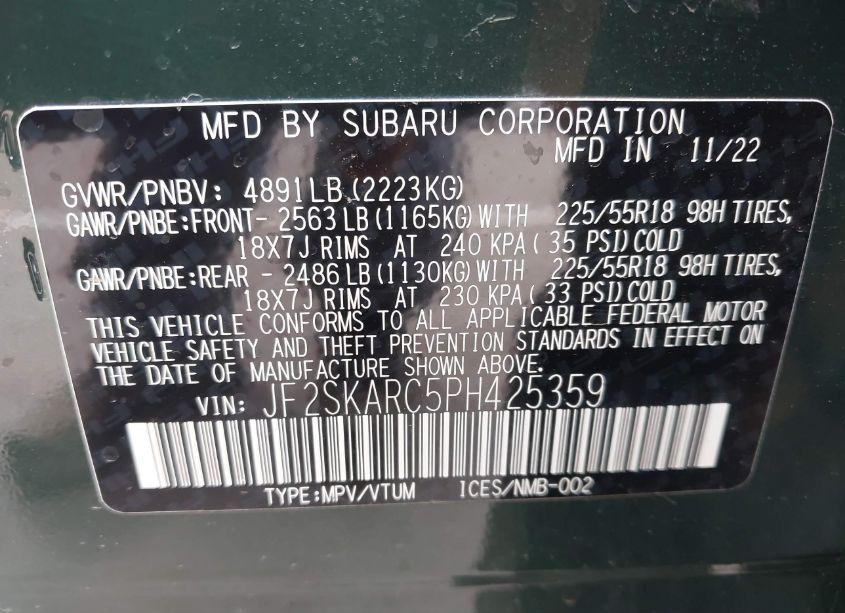 MFD BY SUBARU CORPORATION
MFD IN 11/22
GVWR/PNBV: 4891LB (2223KG)
GAWR/PNBE:FRONT- 2563 LB (1165KG) WITH 225/55R18 98H TIRES,
18X7J RIMS AT 240 KPA ( 35 PSI) COLD
GAWR/PNBE:REAR - 2486 LB (1130KG) WITH 225/55R18 98H TIRES,
18X7J RIMS AT 230 KPA ( 33 PSI) COLD
THIS VEHICLE CONFORMS TO ALL APPLICABLE FEDERAL MOTOR
VEHICLE SAFETY AND THEFT PREVENTION STANDARDS IN EFFECT ON
THE DATE OF MANUFACTURE SHOWN ABOVE.
VIN: JF2SKARC5PH425359
TYPE:MPV/VTUM ICES/NMB-002